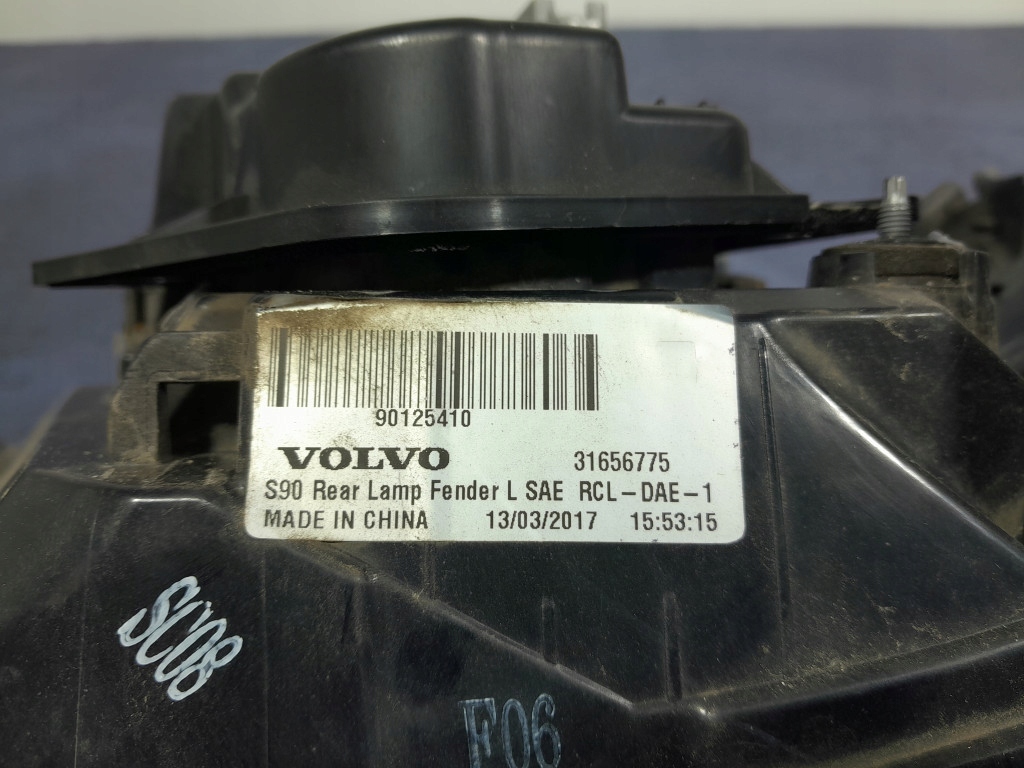 90125410
VOLVO 31656775
S90 Rear Lamp Fender L SAE RCL-DAE-1
MADE IN CHINA 13/03/2017 15:53:15
SC08
F06